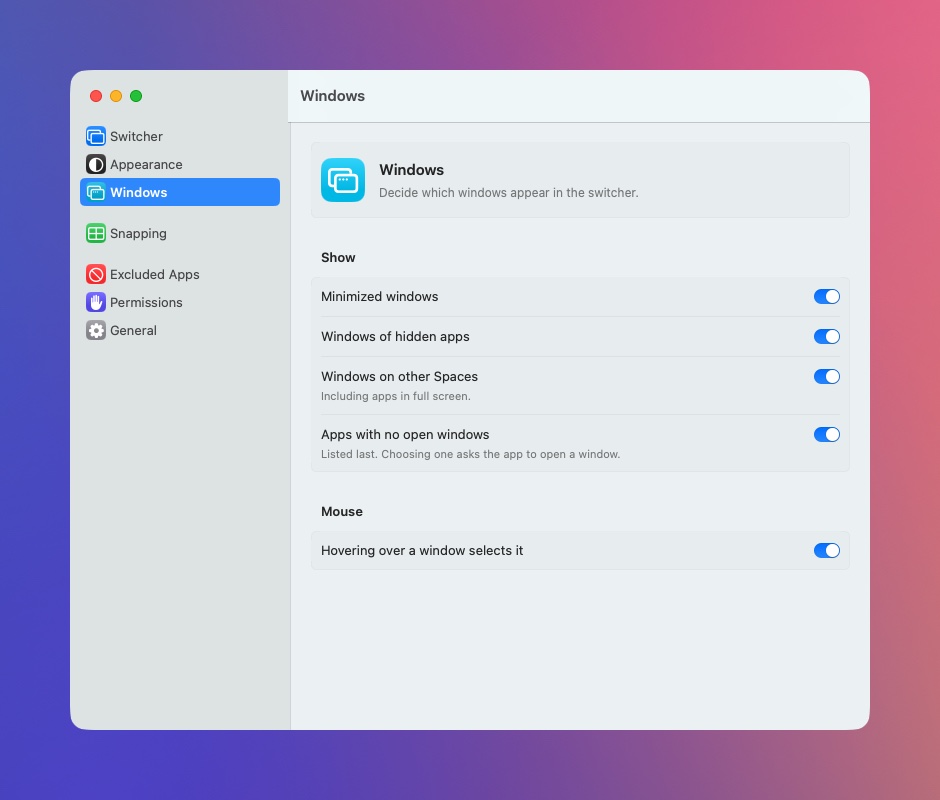 Windows
Switcher
Appearance
Windows
Snapping
Excluded Apps
Permissions
General
Windows
Decide which windows appear in the switcher.
Show
Minimized windows
Windows of hidden apps
Windows on other Spaces
Including apps in full screen.
Apps with no open windows
Listed last. Choosing one asks the app to open a window.
Mouse
Hovering over a window selects it